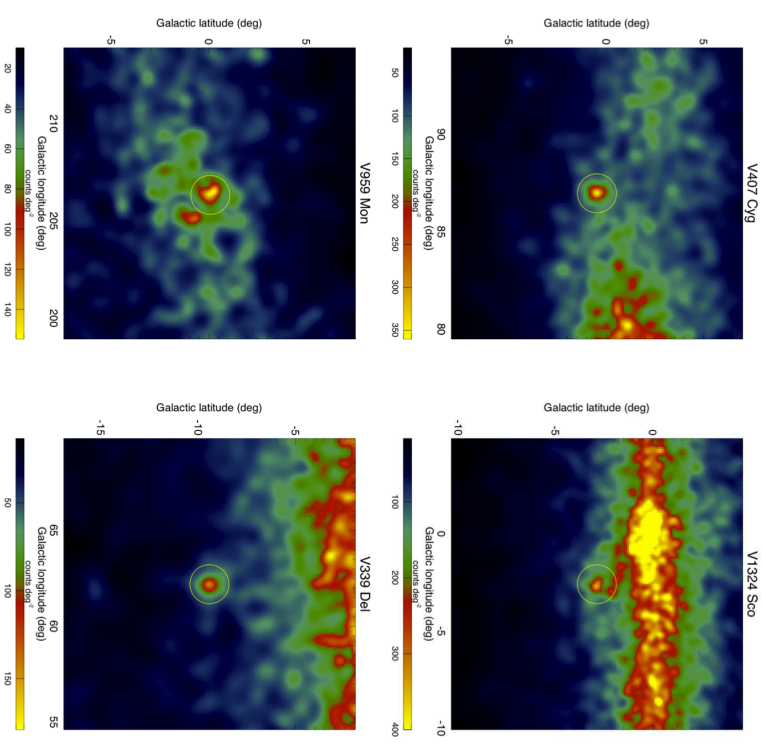 V407 Cyg
Galactic latitude (deg)
5
0
-5
90
85
80
Galactic longitude (deg)
50 100 150 200 250 300 350
counts deg⁻²
V1324 Sco
Galactic latitude (deg)
0
-5
-10
0
-5
-10
Galactic longitude (deg)
100 200 300 400
counts deg⁻²
V959 Mon
Galactic latitude (deg)
5
0
-5
210
205
200
Galactic longitude (deg)
20 40 60 80 100 120 140
counts deg⁻²
V339 Del
Galactic latitude (deg)
-5
-10
-15
65
60
55
Galactic longitude (deg)
50 100 150
counts deg⁻²